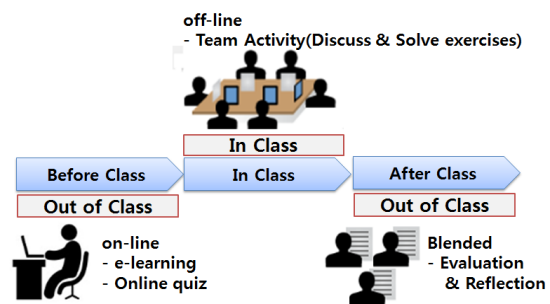 off-line
- Team Activity(Discuss & Solve exercises)
In Class
Before Class
In Class
After Class
Out of Class
Out of Class
on-line
- e-learning
- Online quiz
Blended
- Evaluation
& Reflection